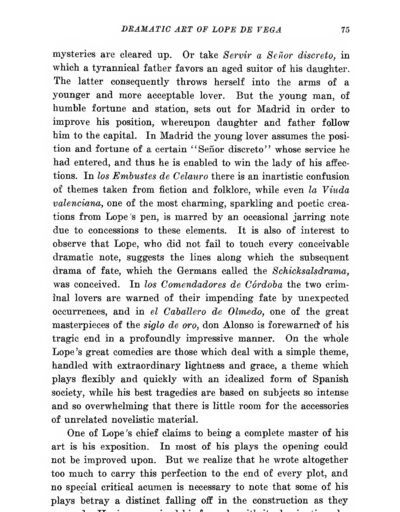 DRAMATIC ART OF LOPE DE VEGA 75
mysteries are cleared up. Or take Servir a Señor discreto, in
which a tyrannical father favors an aged suitor of his daughter.
The latter consequently throws herself into the arms of a
younger and more acceptable lover. But the young man, of
humble fortune and station, sets out for Madrid in order to
improve his position, whereupon daughter and father follow
him to the capital. In Madrid the young lover assumes the posi-
tion and fortune of a certain "Señor discreto" whose service he
had entered, and thus he is enabled to win the lady of his affec-
tions. In los Embustes de Celauro there is an inartistic confusion
of themes taken from fiction and folklore, while even la Viuda
valenciana, one of the most charming, sparkling and poetic crea-
tions from Lope's pen, is marred by an occasional jarring note
due to concessions to these elements. It is also of interest to
observe that Lope, who did not fail to touch every conceivable
dramatic note, suggests the lines along which the subsequent
drama of fate, which the Germans called the Schicksalsdrama,
was conceived. In los Comendadores de Córdoba the two crim-
inal lovers are warned of their impending fate by unexpected
occurrences, and in el Caballero de Olmedo, one of the great
masterpieces of the siglo de oro, don Alonso is forewarned of his
tragic end in a profoundly impressive manner. On the whole
Lope's great comedies are those which deal with a simple theme,
handled with extraordinary lightness and grace, a theme which
plays flexibly and quickly with an idealized form of Spanish
society, while his best tragedies are based on subjects so intense
and so overwhelming that there is little room for the accessories
of unrelated novelistic material.
One of Lope's chief claims to being a complete master of his
art is his exposition. In most of his plays the opening could
not be improved upon. But we realize that he wrote altogether
too much to carry this perfection to the end of every plot, and
no special critical acumen is necessary to note that some of his
plays betray a distinct falling off in the construction as they